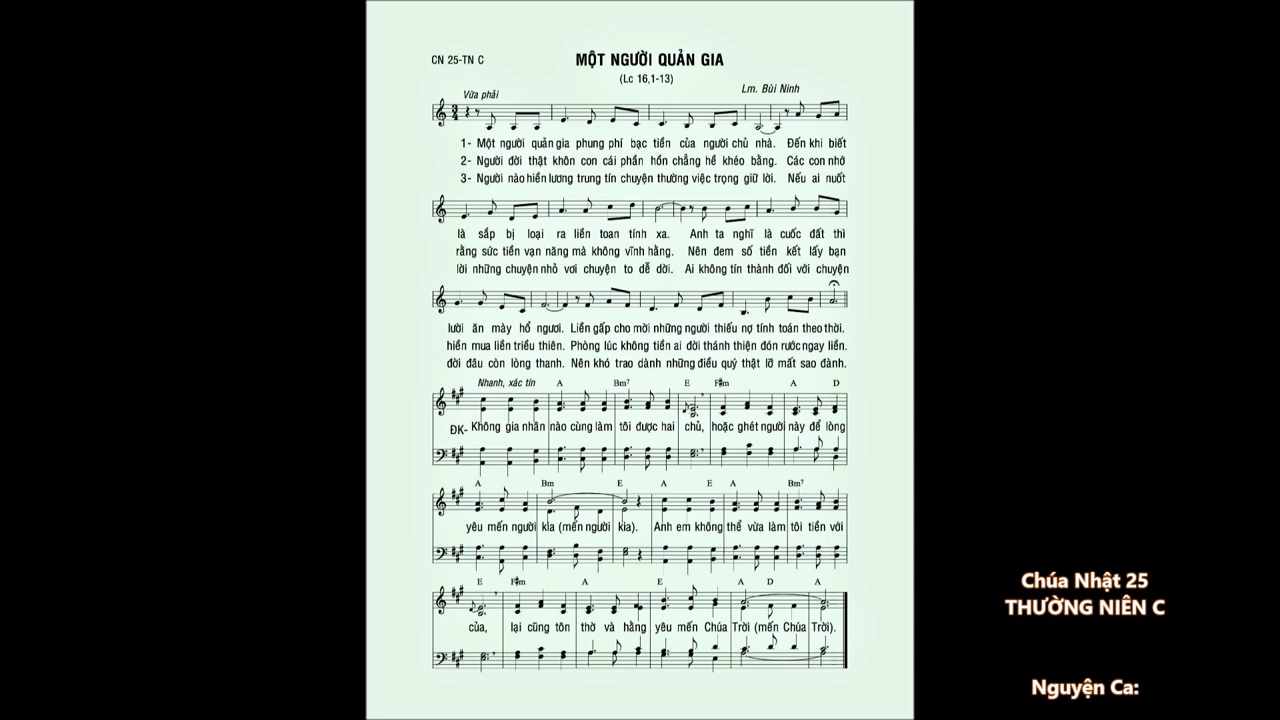 CN 25-TN C
MỘT NGƯỜI QUẢN GIA
(Lc 16,1-13)
Lm. Bùi Ninh
Vừa phải
1- Một người quản gia phung phí bạc tiền của người chủ nhà. Đến khi biết
2- Người đời thật khôn con cái phần hồn chẳng hề khéo bằng. Các con nhớ
3- Người nào hiền lương trung tín chuyện thường việc trọng giữ lời. Nếu ai nuốt
là sắp bị loại ra liền toan tính xa. Anh ta nghĩ là cuốc đất thì
rằng sức tiền vạn năng mà không vĩnh hằng. Nên đem số tiền kết lấy bạn
lời những chuyện nhỏ vơi chuyện to dễ dời. Ai không tín thành đối với chuyện
lười ăn mày hổ ngươi. Liền gấp cho mời những người thiếu nợ tính toán theo thời.
hiền mua liền triều thiên. Phòng lúc không tiền ai đời thánh thiện đón rước ngay liền.
đời đâu còn lòng thanh. Nên khó trao dành những điều quý thật lỡ mất sao đành.
Nhanh, xác tín A Bm7 E F#m A D
ĐK- Không gia nhân nào cùng làm tôi được hai chủ, hoặc ghét người này để lòng
A Bm E A E A Bm7
yêu mến người kia (mến người kia). Anh em không thể vừa làm tôi tiền với
E F#m A E A D A
của, lại cũng tôn thờ và hằng yêu mến Chúa Trời (mến Chúa Trời).
Chúa Nhật 25
THƯỜNG NIÊN C
Nguyện Ca: